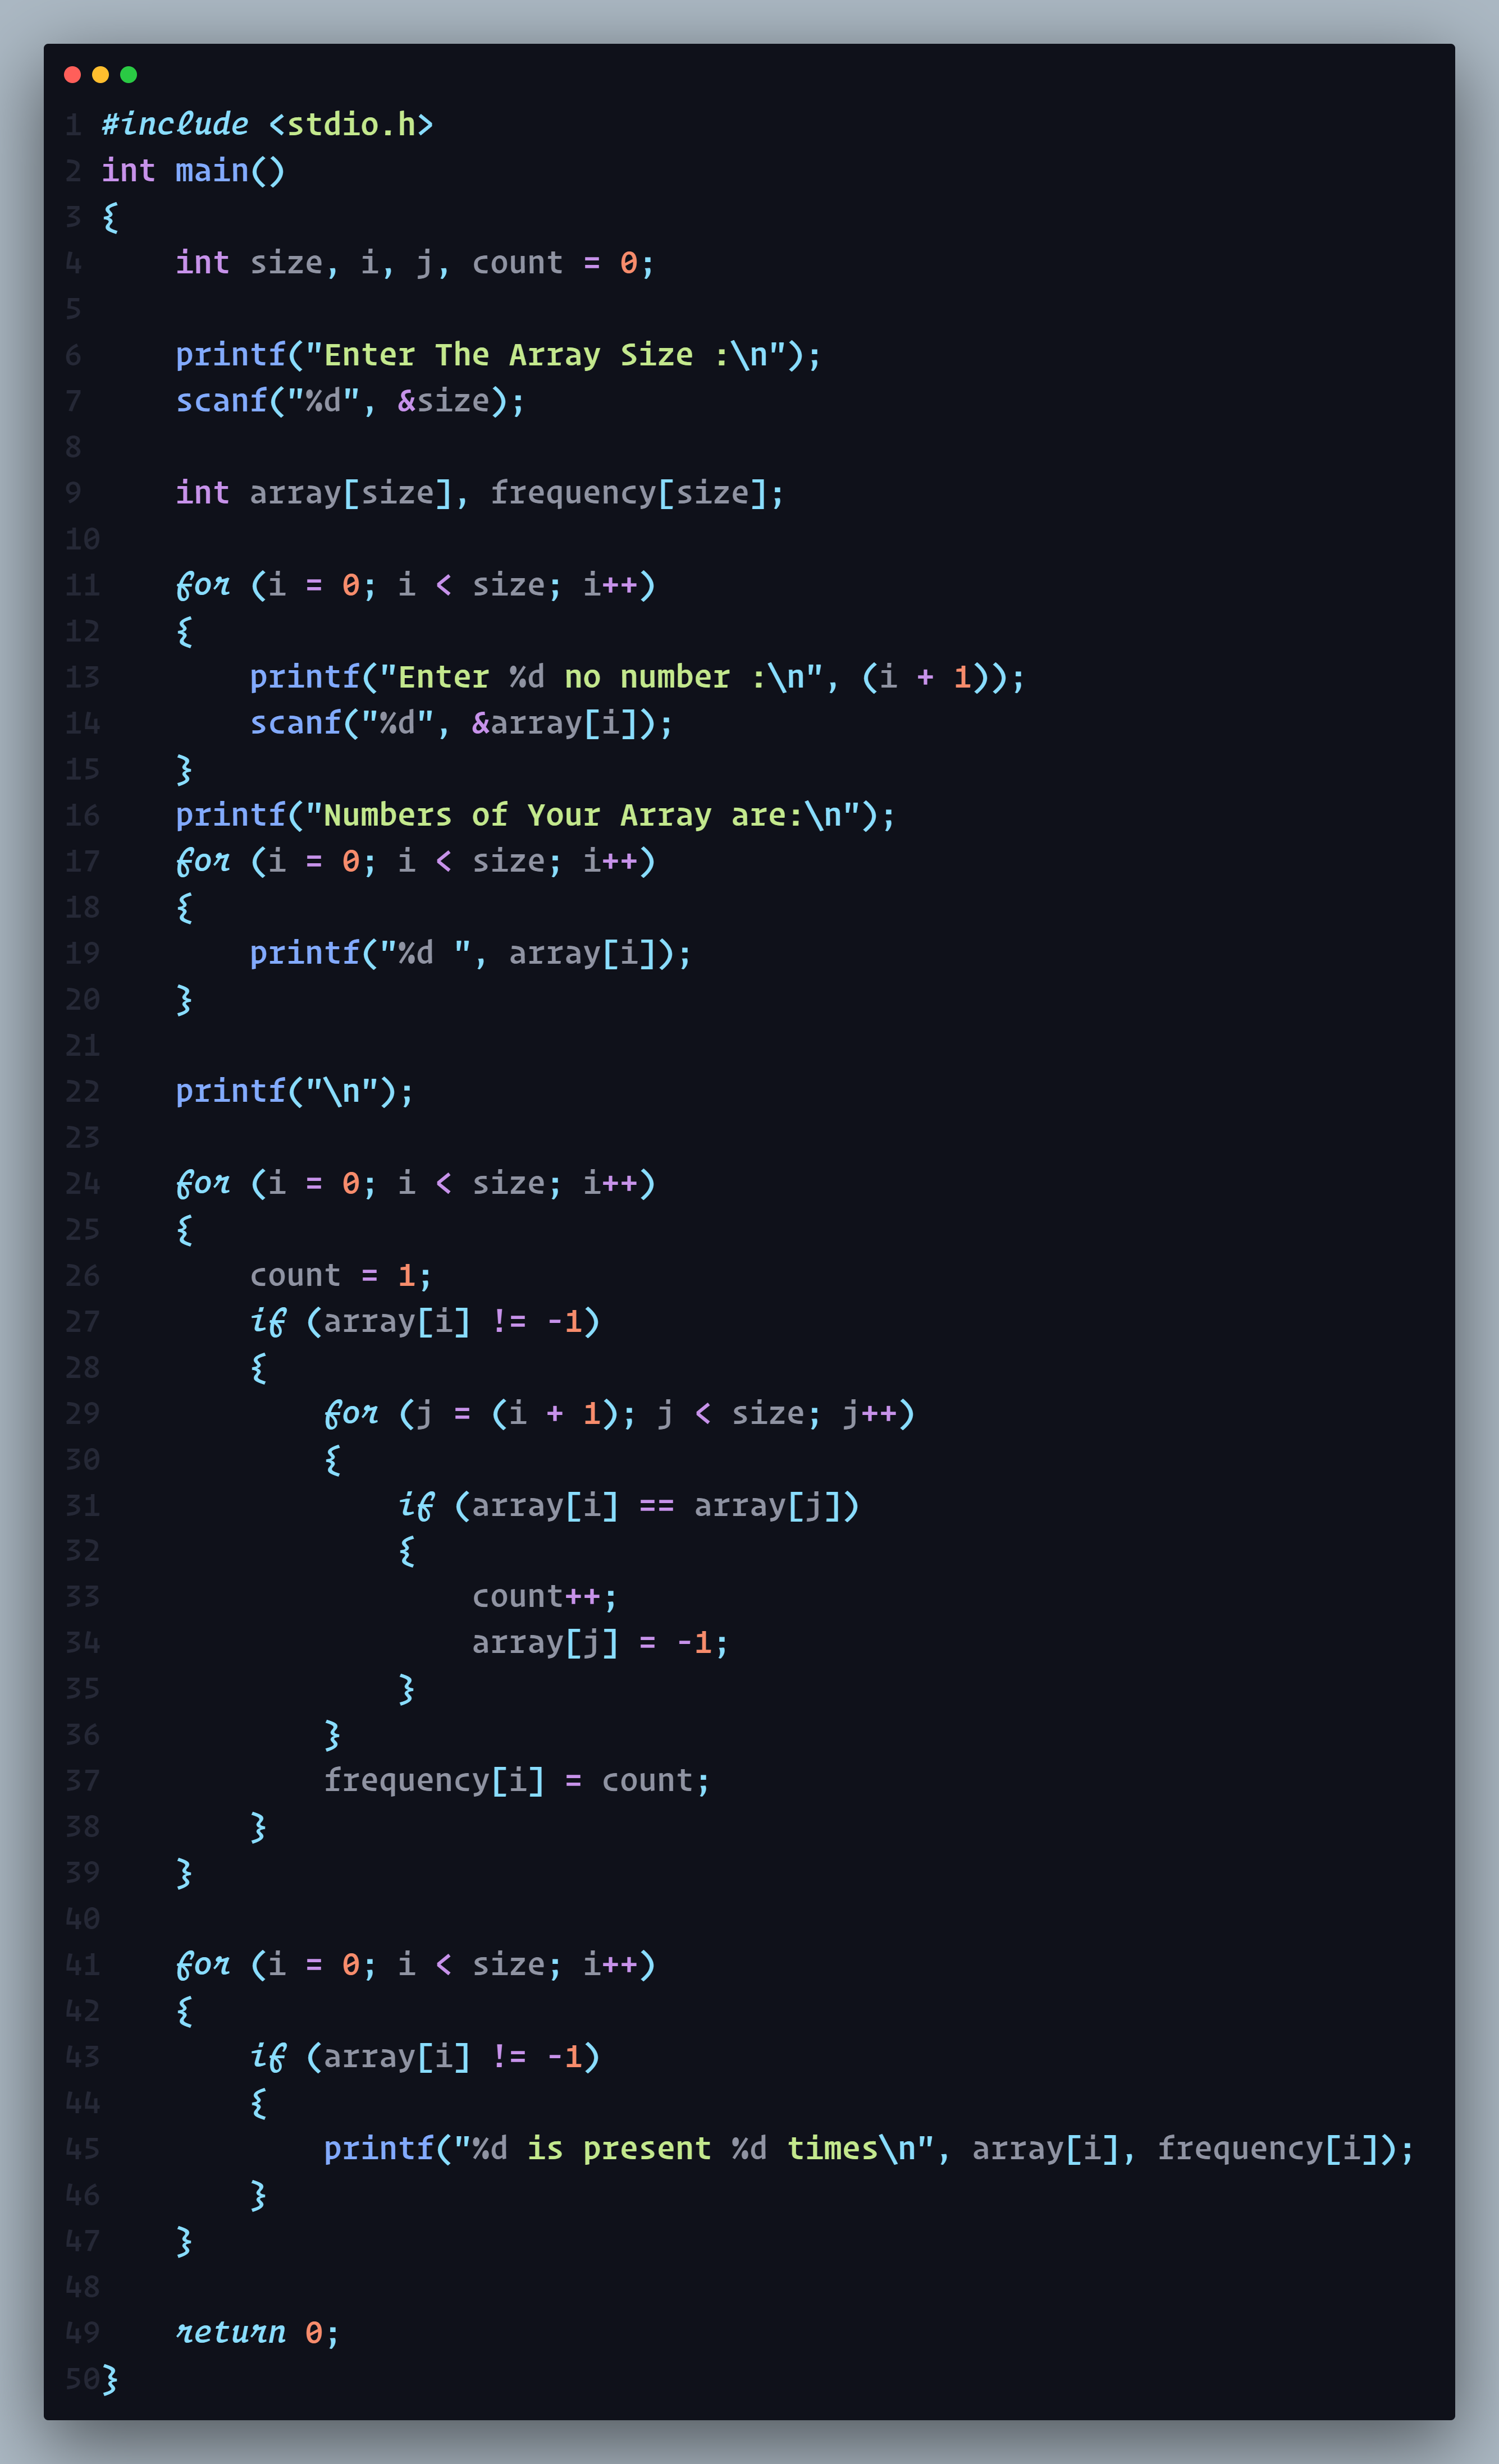 1 #include <stdio.h>
2 int main()
3 {
4     int size, i, j, count = 0;
5
6     printf("Enter The Array Size :\n");
7     scanf("%d", &size);
8
9     int array[size], frequency[size];
10
11    for (i = 0; i < size; i++)
12    {
13        printf("Enter %d no number :\n", (i + 1));
14        scanf("%d", &array[i]);
15    }
16    printf("Numbers of Your Array are:\n");
17    for (i = 0; i < size; i++)
18    {
19        printf("%d ", array[i]);
20    }
21
22    printf("\n");
23
24    for (i = 0; i < size; i++)
25    {
26        count = 1;
27        if (array[i] != -1)
28        {
29            for (j = (i + 1); j < size; j++)
30            {
31                if (array[i] == array[j])
32                {
33                    count++;
34                    array[j] = -1;
35                }
36            }
37            frequency[i] = count;
38        }
39    }
40
41    for (i = 0; i < size; i++)
42    {
43        if (array[i] != -1)
44        {
45            printf("%d is present %d times\n", array[i], frequency[i]);
46        }
47    }
48
49    return 0;
50}